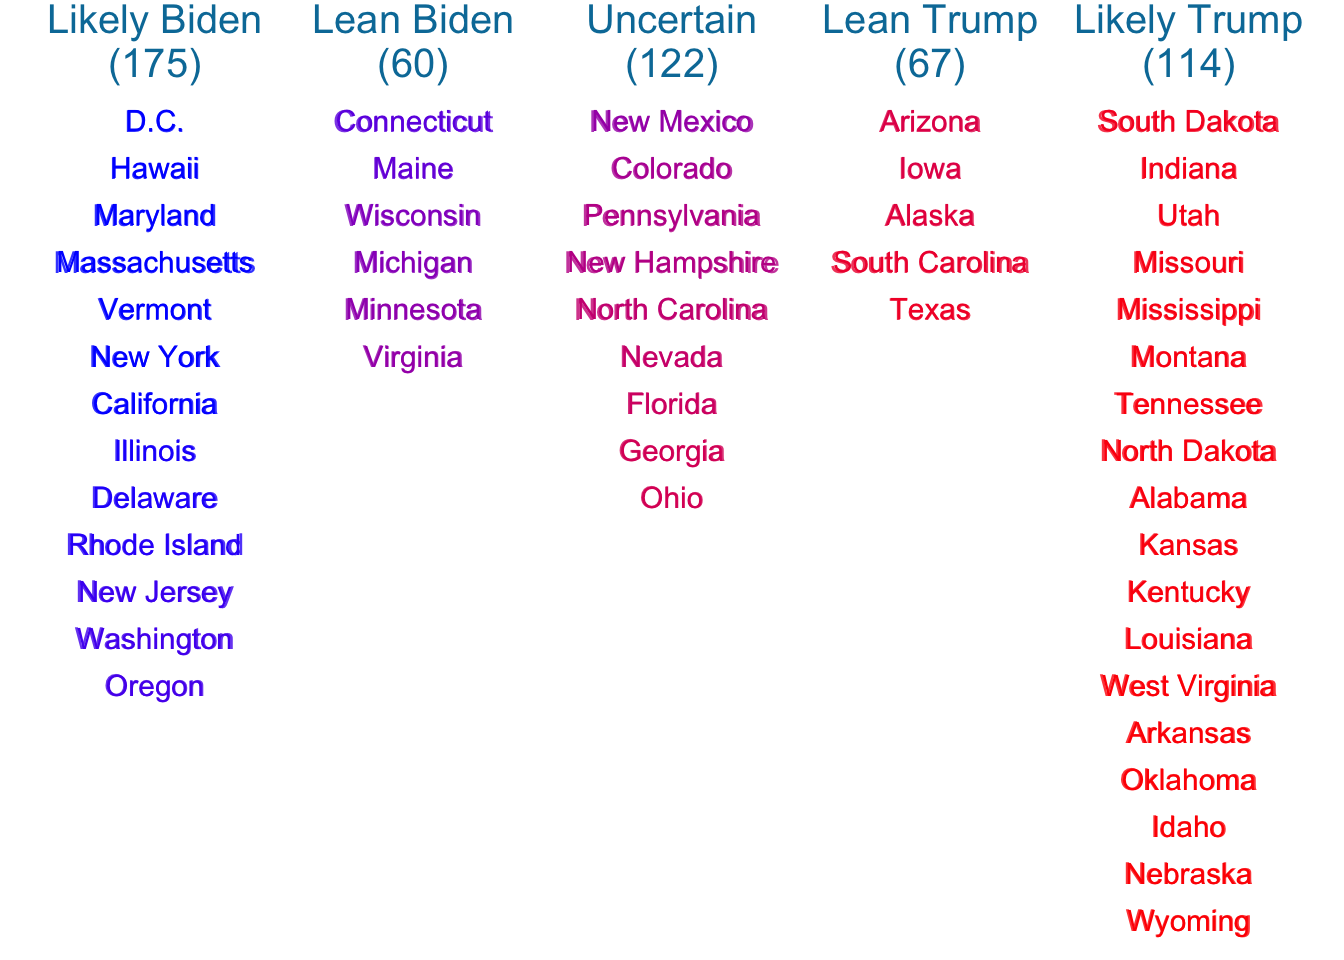 Likely Biden
(175)
D.C.
Hawaii
Maryland
Massachusetts
Vermont
New York
California
Illinois
Delaware
Rhode Island
New Jersey
Washington
Oregon
Lean Biden
(60)
Connecticut
Maine
Wisconsin
Michigan
Minnesota
Virginia
Uncertain
(122)
New Mexico
Colorado
Pennsylvania
New Hampshire
North Carolina
Nevada
Florida
Georgia
Ohio
Lean Trump
(67)
Arizona
Iowa
Alaska
South Carolina
Texas
Likely Trump
(114)
South Dakota
Indiana
Utah
Missouri
Mississippi
Montana
Tennessee
North Dakota
Alabama
Kansas
Kentucky
Louisiana
West Virginia
Arkansas
Oklahoma
Idaho
Nebraska
Wyoming